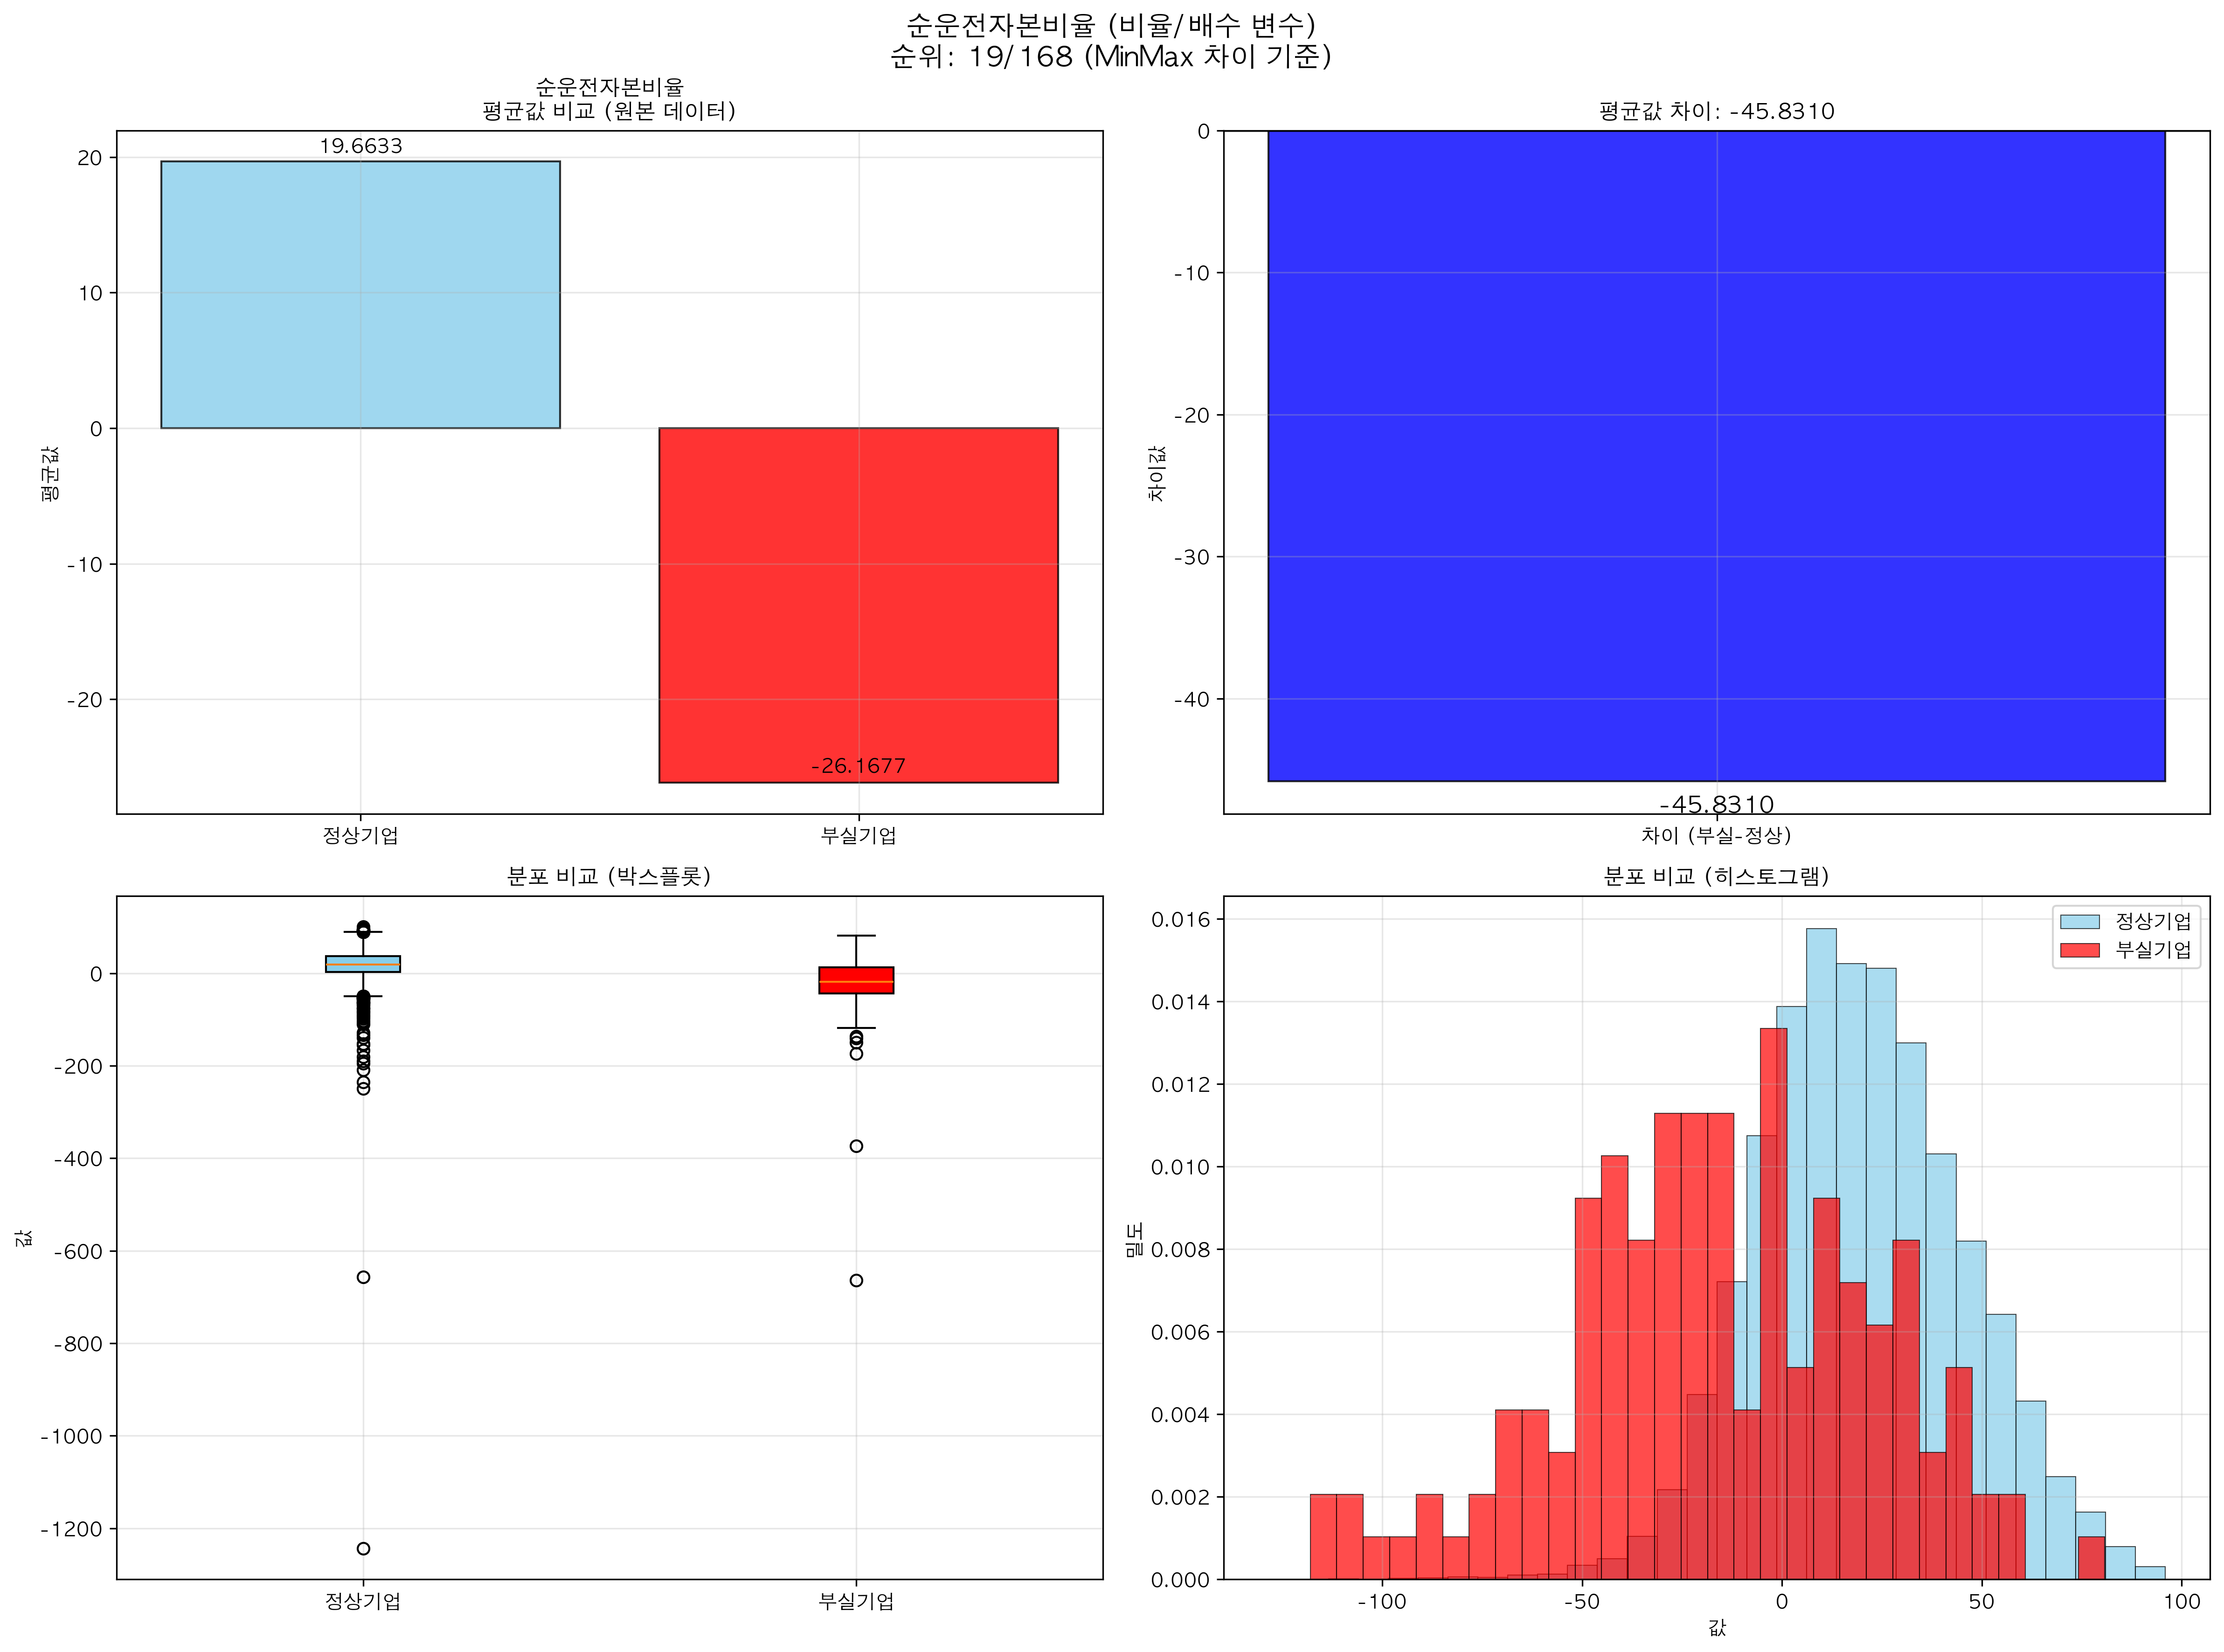 순운전자본비율 (비율/배수 변수)
순위: 19/168 (MinMax 차이 기준)
순운전자본비율
평균값 비교 (원본 데이터)
20
10
0
-10
-20
평균값
19.6633
-26.1677
정상기업
부실기업
평균값 차이: -45.8310
0
-10
-20
-30
-40
차이값
-45.8310
차이 (부실-정상)
분포 비교 (박스플롯)
0
-200
-400
-600
-800
-1000
-1200
값
정상기업
부실기업
분포 비교 (히스토그램)
0.016
0.014
0.012
0.010
0.008
0.006
0.004
0.002
0.000
밀도
정상기업
부실기업
-100
-50
0
50
100
값